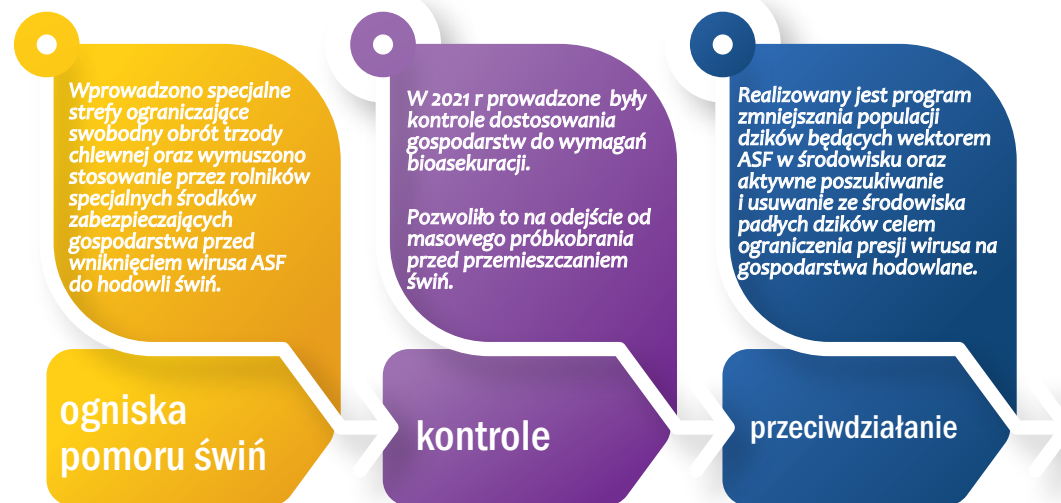 Wprowadzono specjalne
strefy ograniczające
swobodny obrót trzody
chlewnej oraz wymuszono
stosowanie przez rolników
specjalnych środków
zabezpieczających
gospodarstwa przed
wniknięciem wirusa ASF
do hodowli świń.
ogniska
pomoru świń
W 2021 r prowadzone były
kontrole dostosowania
gospodarstw do wymagań
bioasekuracji.
Pozwoliło to na odejście od
masowego próbkobrania
przed przemieszczaniem
świń.
kontrole
Realizowany jest program
zmniejszania populacji
dzików będących wektorem
ASF w środowisku oraz
aktywne poszukiwanie
i usuwanie ze środowiska
padłych dzików celem
ograniczenia presji wirusa na
gospodarstwa hodowlane.
przeciwdziałanie